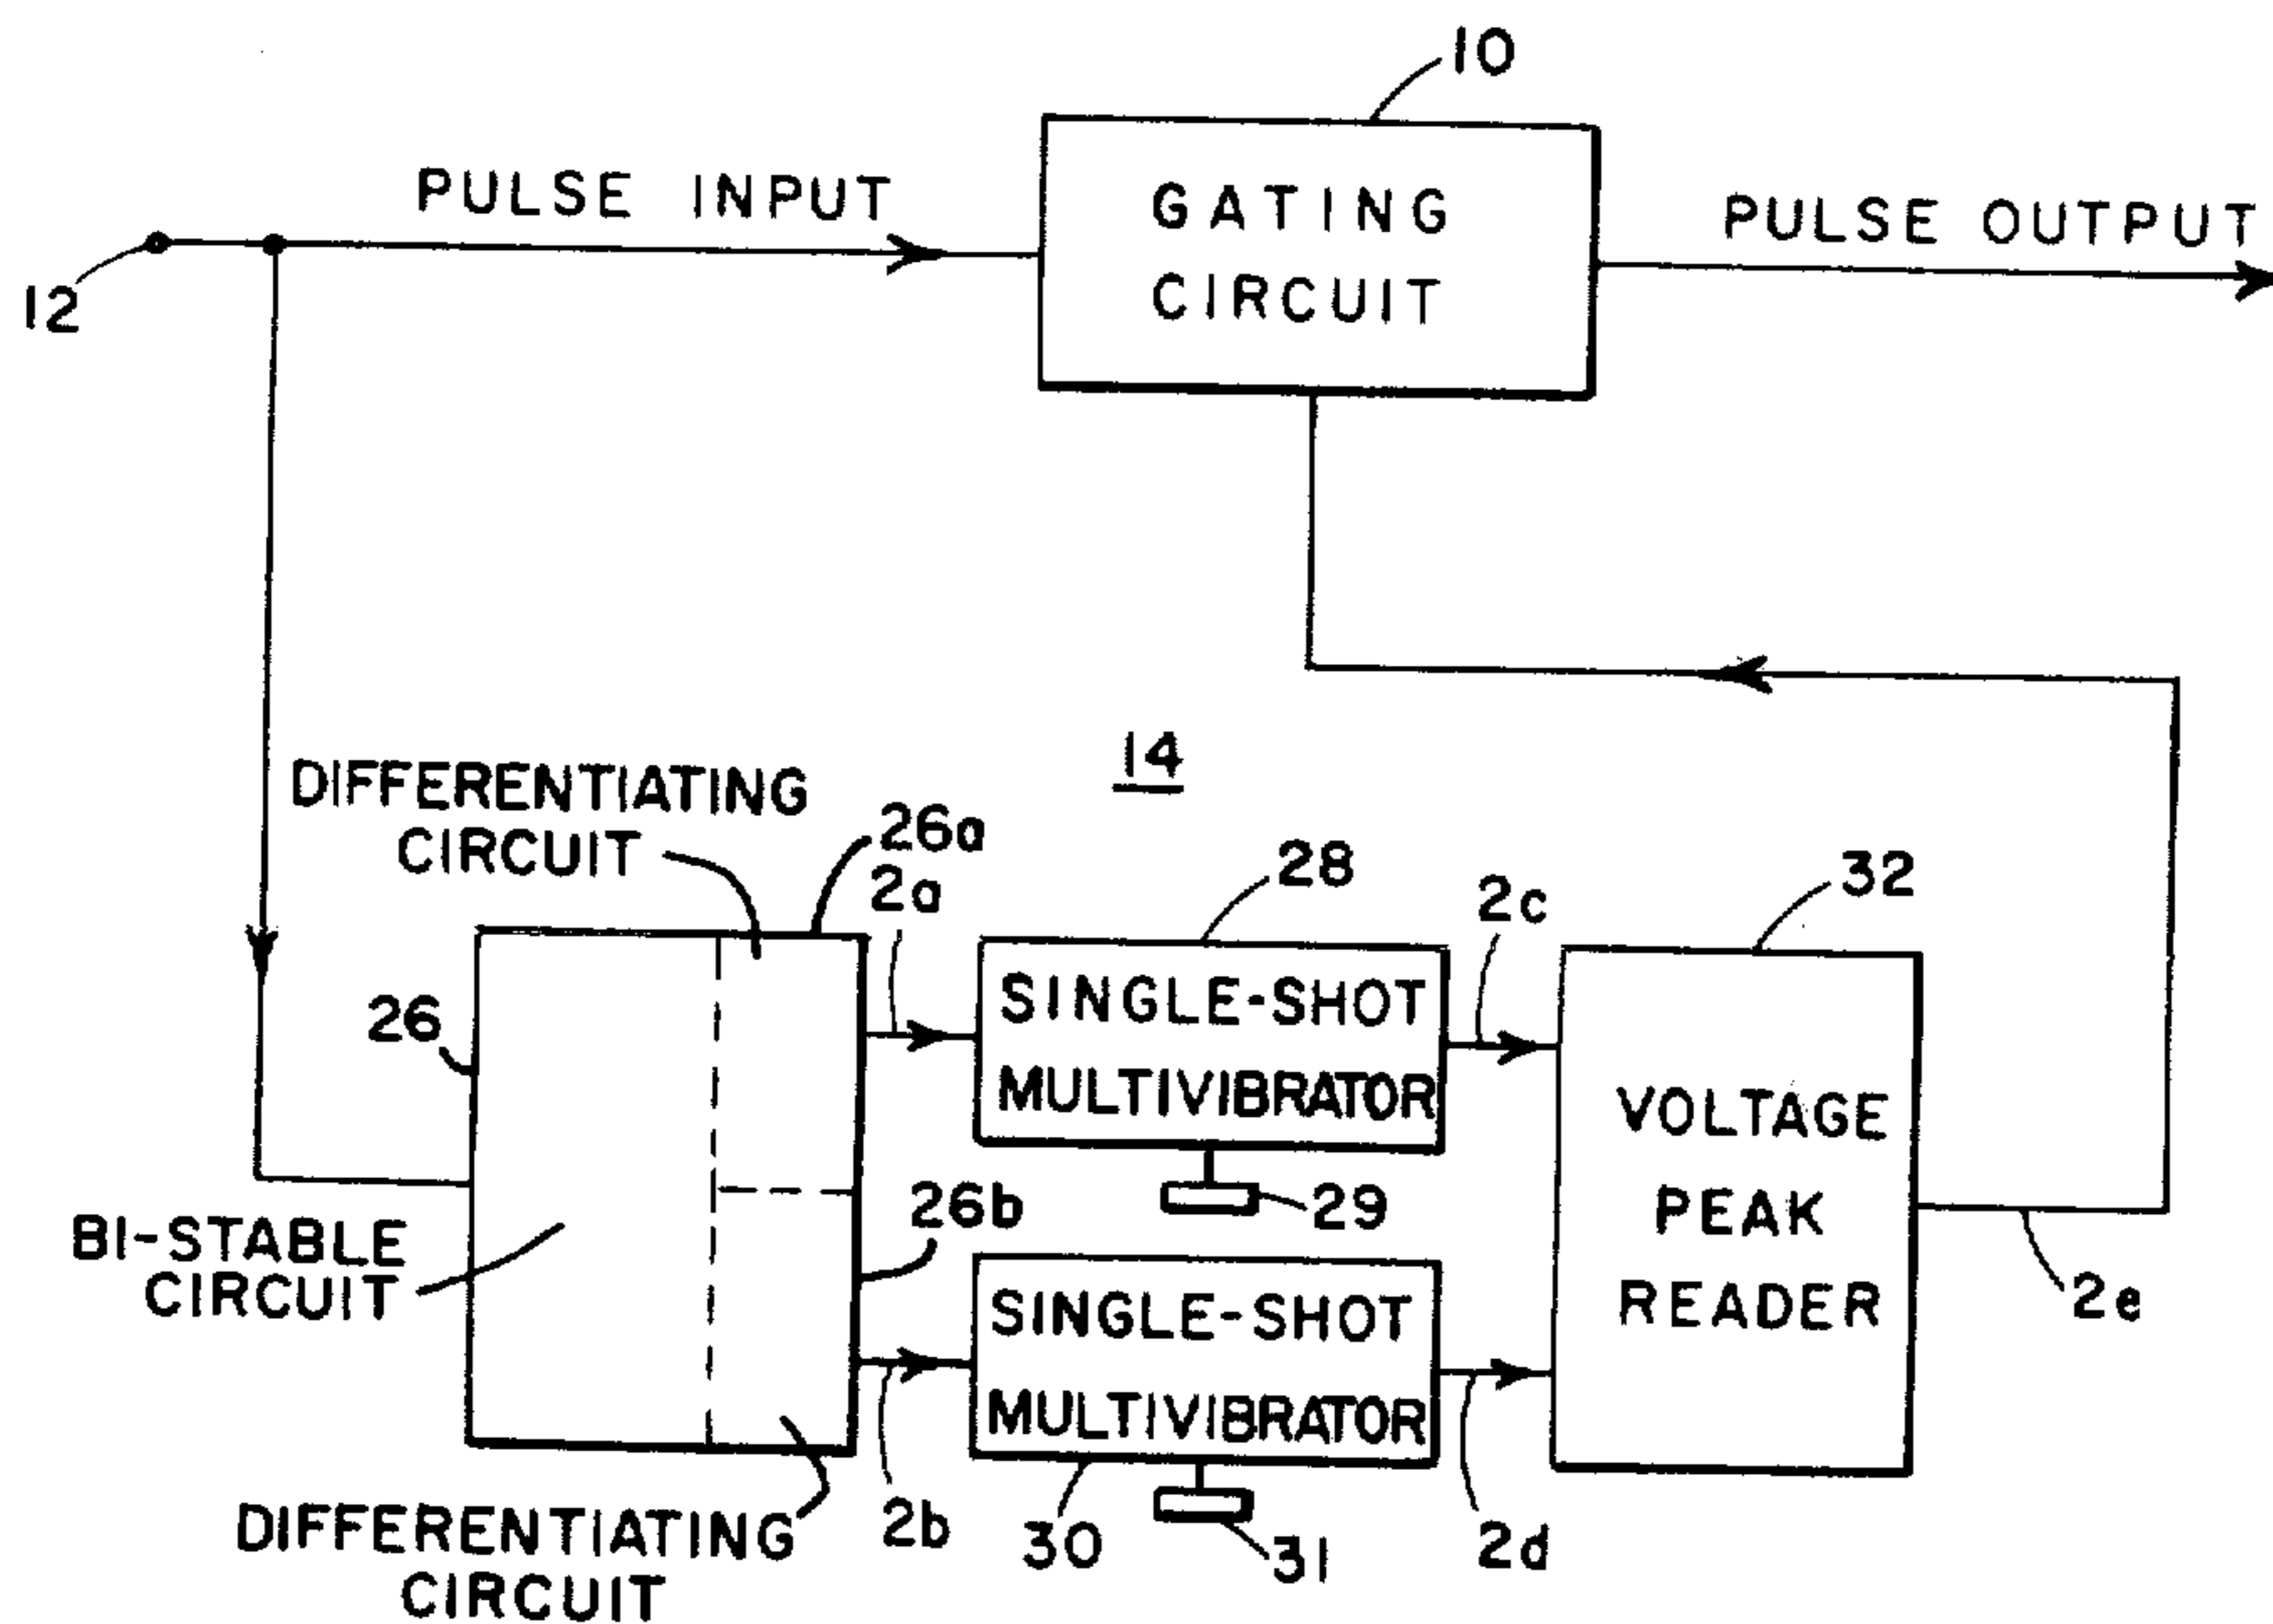 10
PULSE INPUT
GATING
CIRCUIT
PULSE OUTPUT
12
14
DIFFERENTIATING
CIRCUIT
26a
2a
28
2c
32
26
SINGLE-SHOT
MULTIVIBRATOR
29
26b
BI-STABLE
CIRCUIT
VOLTAGE
PEAK
READER
2e
SINGLE-SHOT
MULTIVIBRATOR
2b
30
31
2d
DIFFERENTIATING
CIRCUIT